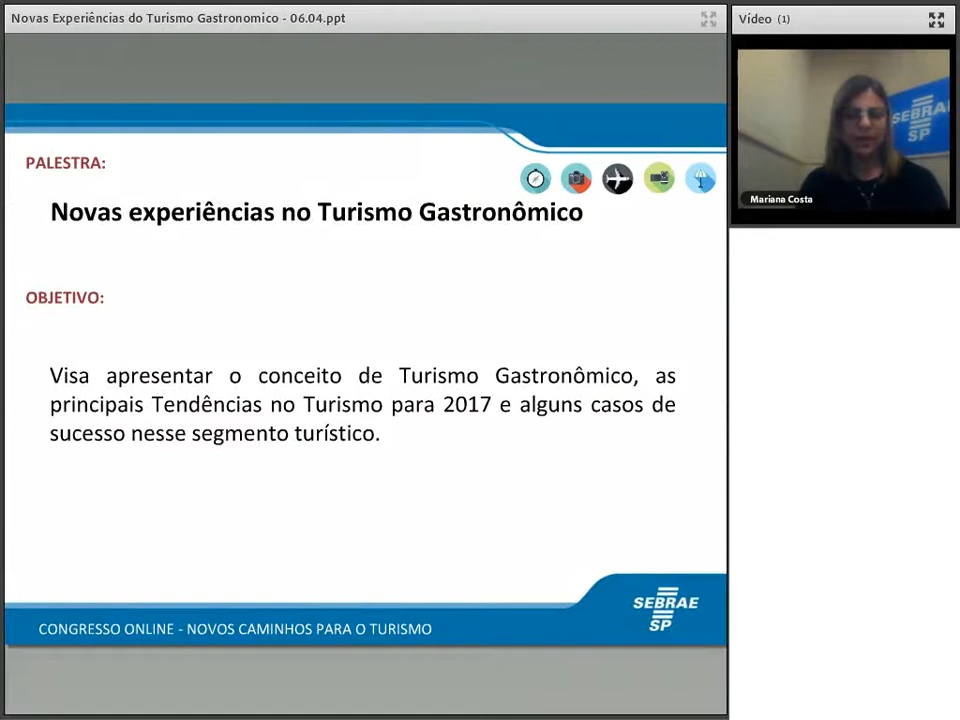 Novas Experiências do Turismo Gastronomico - 06.04.ppt
Vídeo (1)
SEBRAE
SP
Mariana Costa
PALESTRA:
Novas experiências no Turismo Gastronômico
OBJETIVO:
Visa apresentar o conceito de Turismo Gastronômico, as
principais Tendências no Turismo para 2017 e alguns casos de
sucesso nesse segmento turístico.
SEBRAE
SP
CONGRESSO ONLINE - NOVOS CAMINHOS PARA O TURISMO